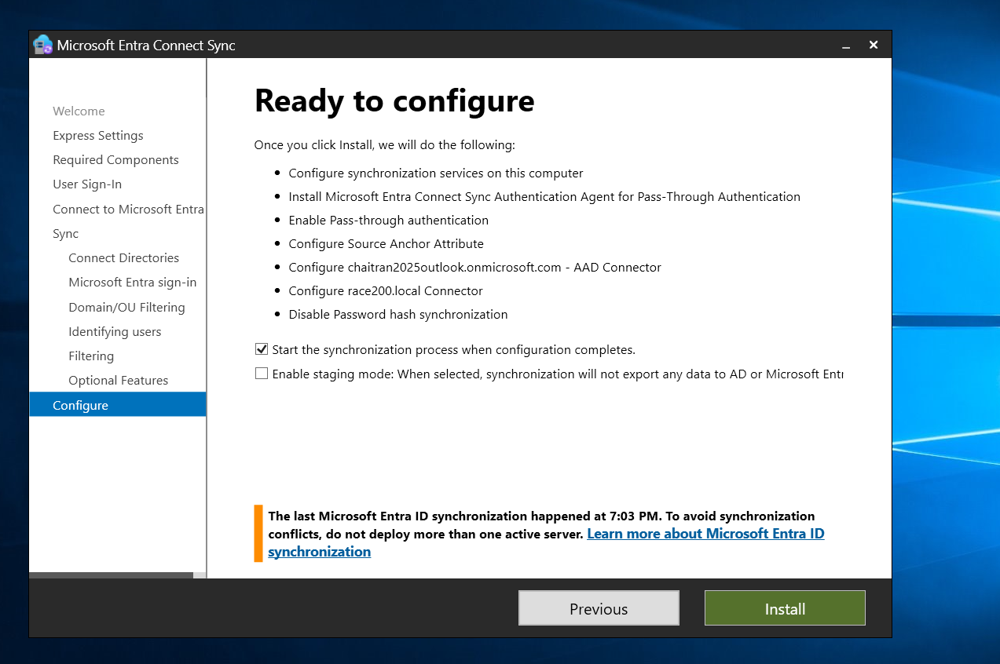 Microsoft Entra Connect Sync
Welcome
Express Settings
Required Components
User Sign-In
Connect to Microsoft Entra
Sync
Connect Directories
Microsoft Entra sign-in
Domain/OU Filtering
Identifying users
Filtering
Optional Features
Configure
Ready to configure
Once you click Install, we will do the following:
• Configure synchronization services on this computer
• Install Microsoft Entra Connect Sync Authentication Agent for Pass-Through Authentication
• Enable Pass-through authentication
• Configure Source Anchor Attribute
• Configure chaitran2025outlook.onmicrosoft.com - AAD Connector
• Configure race200.local Connector
• Disable Password hash synchronization
Start the synchronization process when configuration completes.
Enable staging mode: When selected, synchronization will not export any data to AD or Microsoft Entr
The last Microsoft Entra ID synchronization happened at 7:03 PM. To avoid synchronization
conflicts, do not deploy more than one active server. Learn more about Microsoft Entra ID
synchronization
Previous
Install